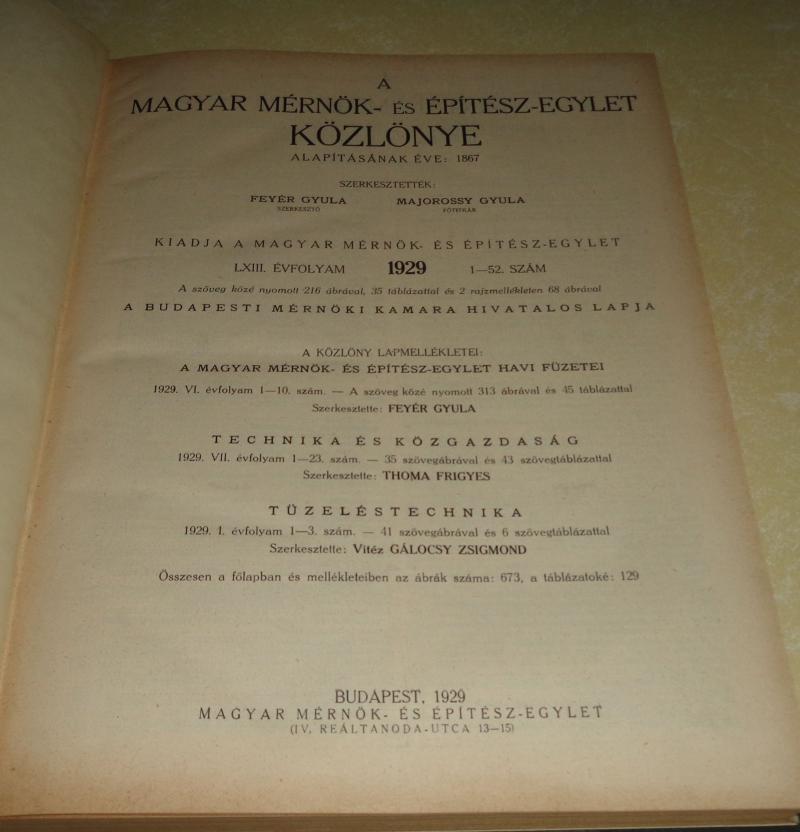 A
MAGYAR MÉRNÖK- ÉS ÉPÍTÉSZ-EGYLET
KÖZLÖNYE
ALAPÍTÁSÁNAK ÉVE: 1867
SZERKESZTETTÉK:
FEYÉR GYULA MAJOROSSY GYULA
SZERKESZTŐ FŐTITKÁR
KIADJA A MAGYAR MÉRNÖK- ÉS ÉPÍTÉSZ-EGYLET
LXIII. ÉVFOLYAM 1929 1—52. SZÁM
A szöveg közé nyomott 216 ábrával, 35 táblázattal és 2 rajzmellékleten 68 ábrával
A BUDAPESTI MÉRNÖKI KAMARA HIVATALOS LAPJA
A KÖZLÖNY LAPMELLÉKLETEI:
A MAGYAR MÉRNÖK- ÉS ÉPÍTÉSZ-EGYLET HAVI FÜZETEI
1929. VI. évfolyam 1—10. szám. — A szöveg közé nyomott 313 ábrával és 45 táblázattal
Szerkesztette: FEYÉR GYULA
TECHNIKA ÉS KÖZGAZDASÁG
1929. VII. évfolyam 1—23. szám. — 35 szövegábrával és 43 szövegtáblázattal
Szerkesztette: THOMA FRIGYES
TÜZELÉSTECHNIKA
1929. I. évfolyam 1—3. szám. — 41 szövegábrával és 6 szövegtáblázattal
Szerkesztette: Vitéz GÁLOCSY ZSIGMOND
Összesen a főlapban és mellékleteiben az ábrák száma: 673, a táblázatoké: 129
BUDAPEST, 1929
MAGYAR MÉRNÖK- ÉS ÉPÍTÉSZ-EGYLET
(IV, REÁLTANODA-UTCA 13—15)